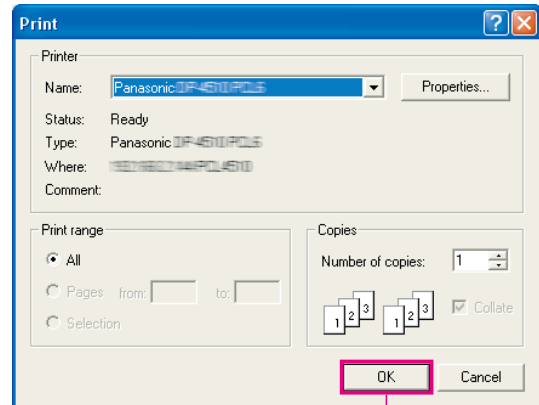 Print
Printer
Name: Panasonic
Properties...
Status: Ready
Type: Panasonic
Where:
Comment:
Print range
All
Pages from: to:
Selection
Copies
Number of copies: 1
1 2 3 1 2 3
Collate
OK Cancel